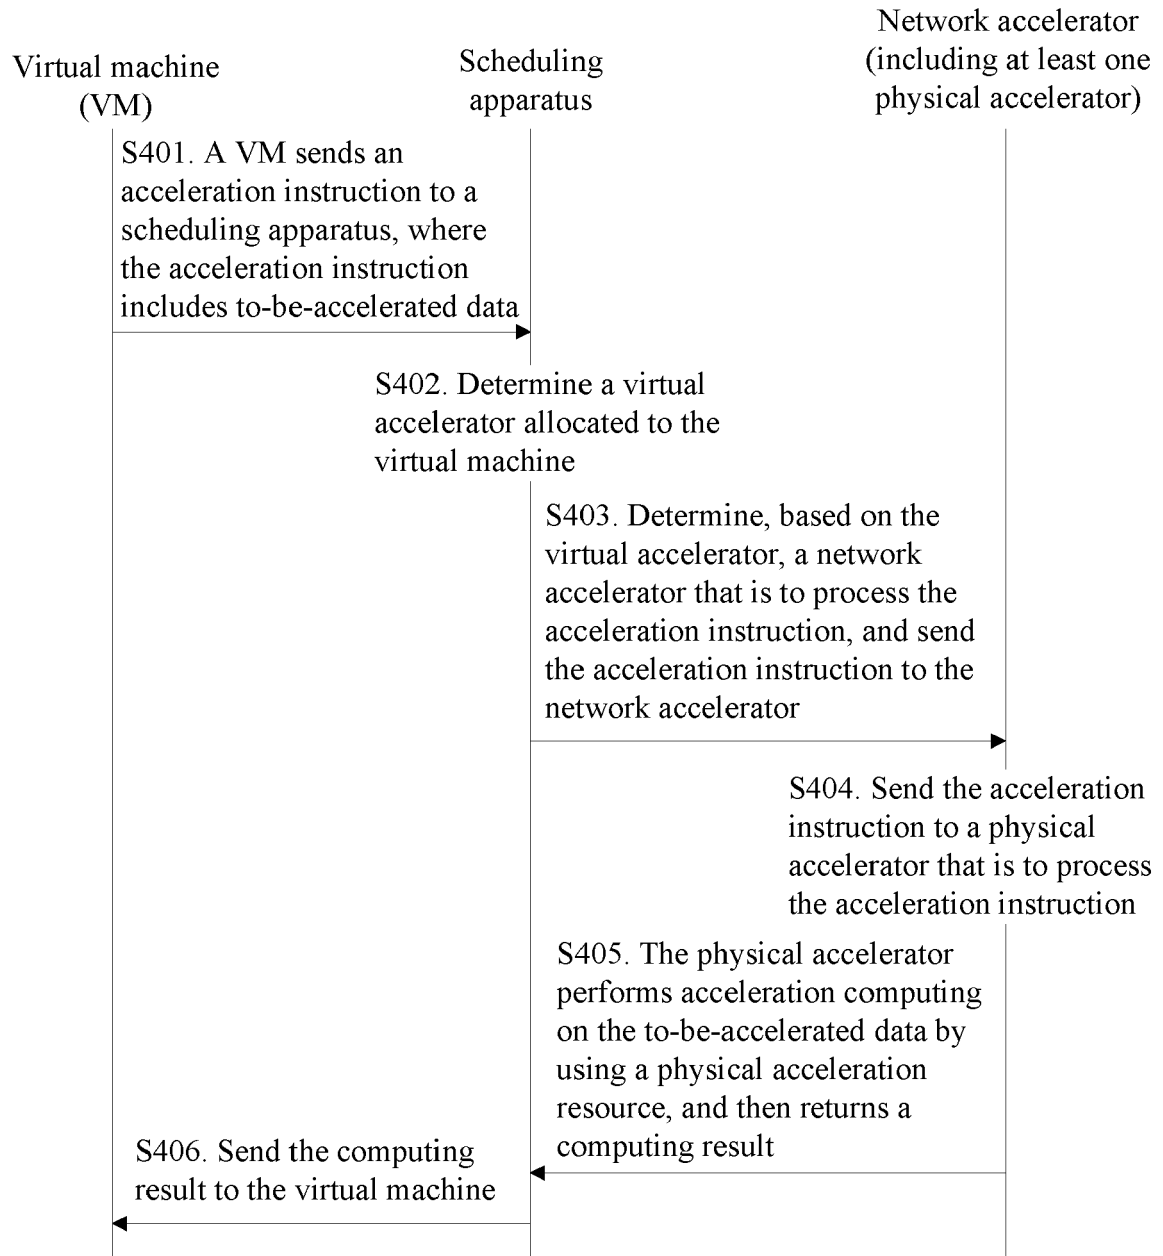 Virtual machine
(VM)
Scheduling
apparatus
Network accelerator
(including at least one
physical accelerator)
S401. A VM sends an
acceleration instruction to a
scheduling apparatus, where
the acceleration instruction
includes to-be-accelerated data
S402. Determine a virtual
accelerator allocated to the
virtual machine
S403. Determine, based on the
virtual accelerator, a network
accelerator that is to process the
acceleration instruction, and send
the acceleration instruction to the
network accelerator
S404. Send the acceleration
instruction to a physical
accelerator that is to process
the acceleration instruction
S405. The physical accelerator
performs acceleration computing
on the to-be-accelerated data by
using a physical acceleration
resource, and then returns a
computing result
S406. Send the computing
result to the virtual machine